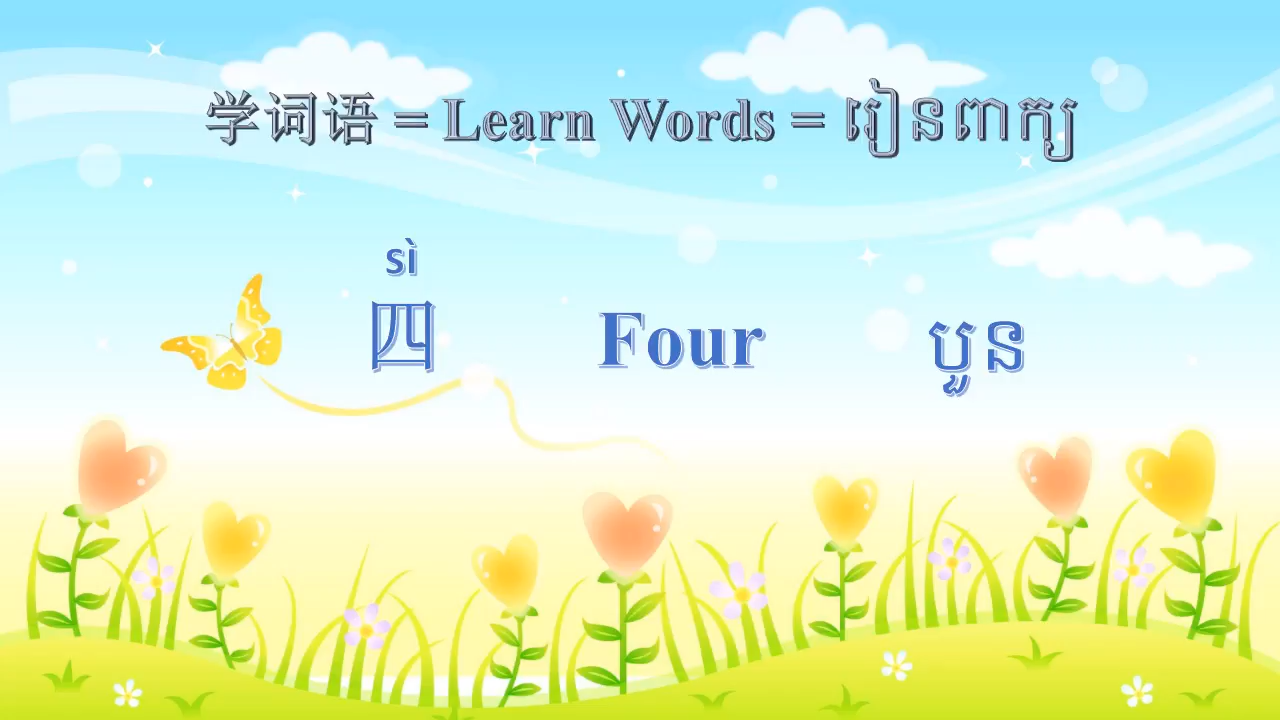 学词语 = Learn Words = រៀនពាក្យ
sì
四 Four បួន